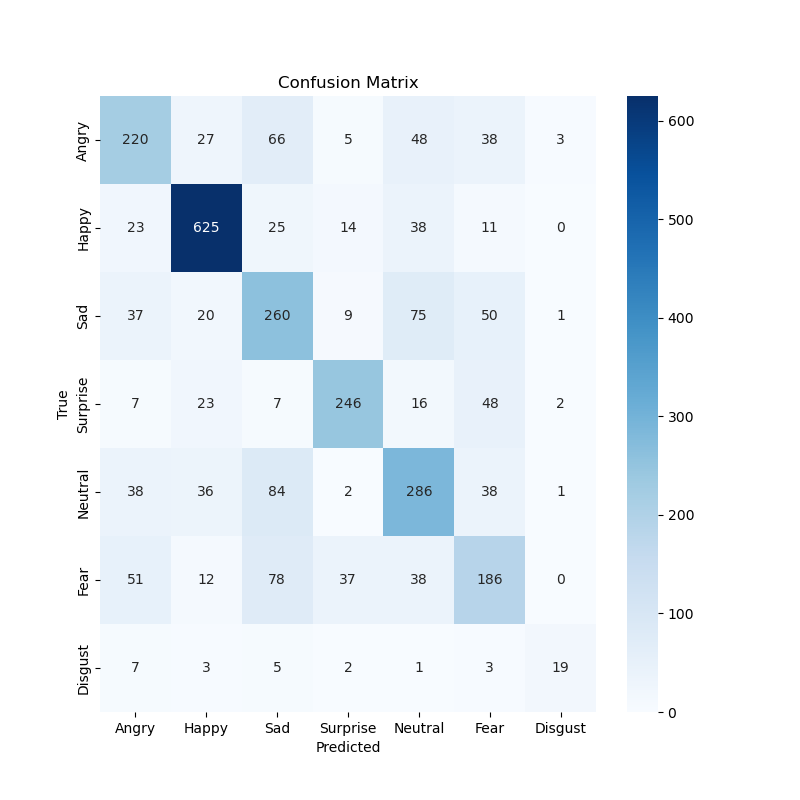 Confusion Matrix
Angry 220 27 66 5 48 38 3
Happy 23 625 25 14 38 11 0
Sad 37 20 260 9 75 50 1
Surprise 7 23 7 246 16 48 2
Neutral 38 36 84 2 286 38 1
Fear 51 12 78 37 38 186 0
Disgust 7 3 5 2 1 3 19
True
Angry Happy Sad Surprise Neutral Fear Disgust
Predicted
600
500
400
300
200
100
0